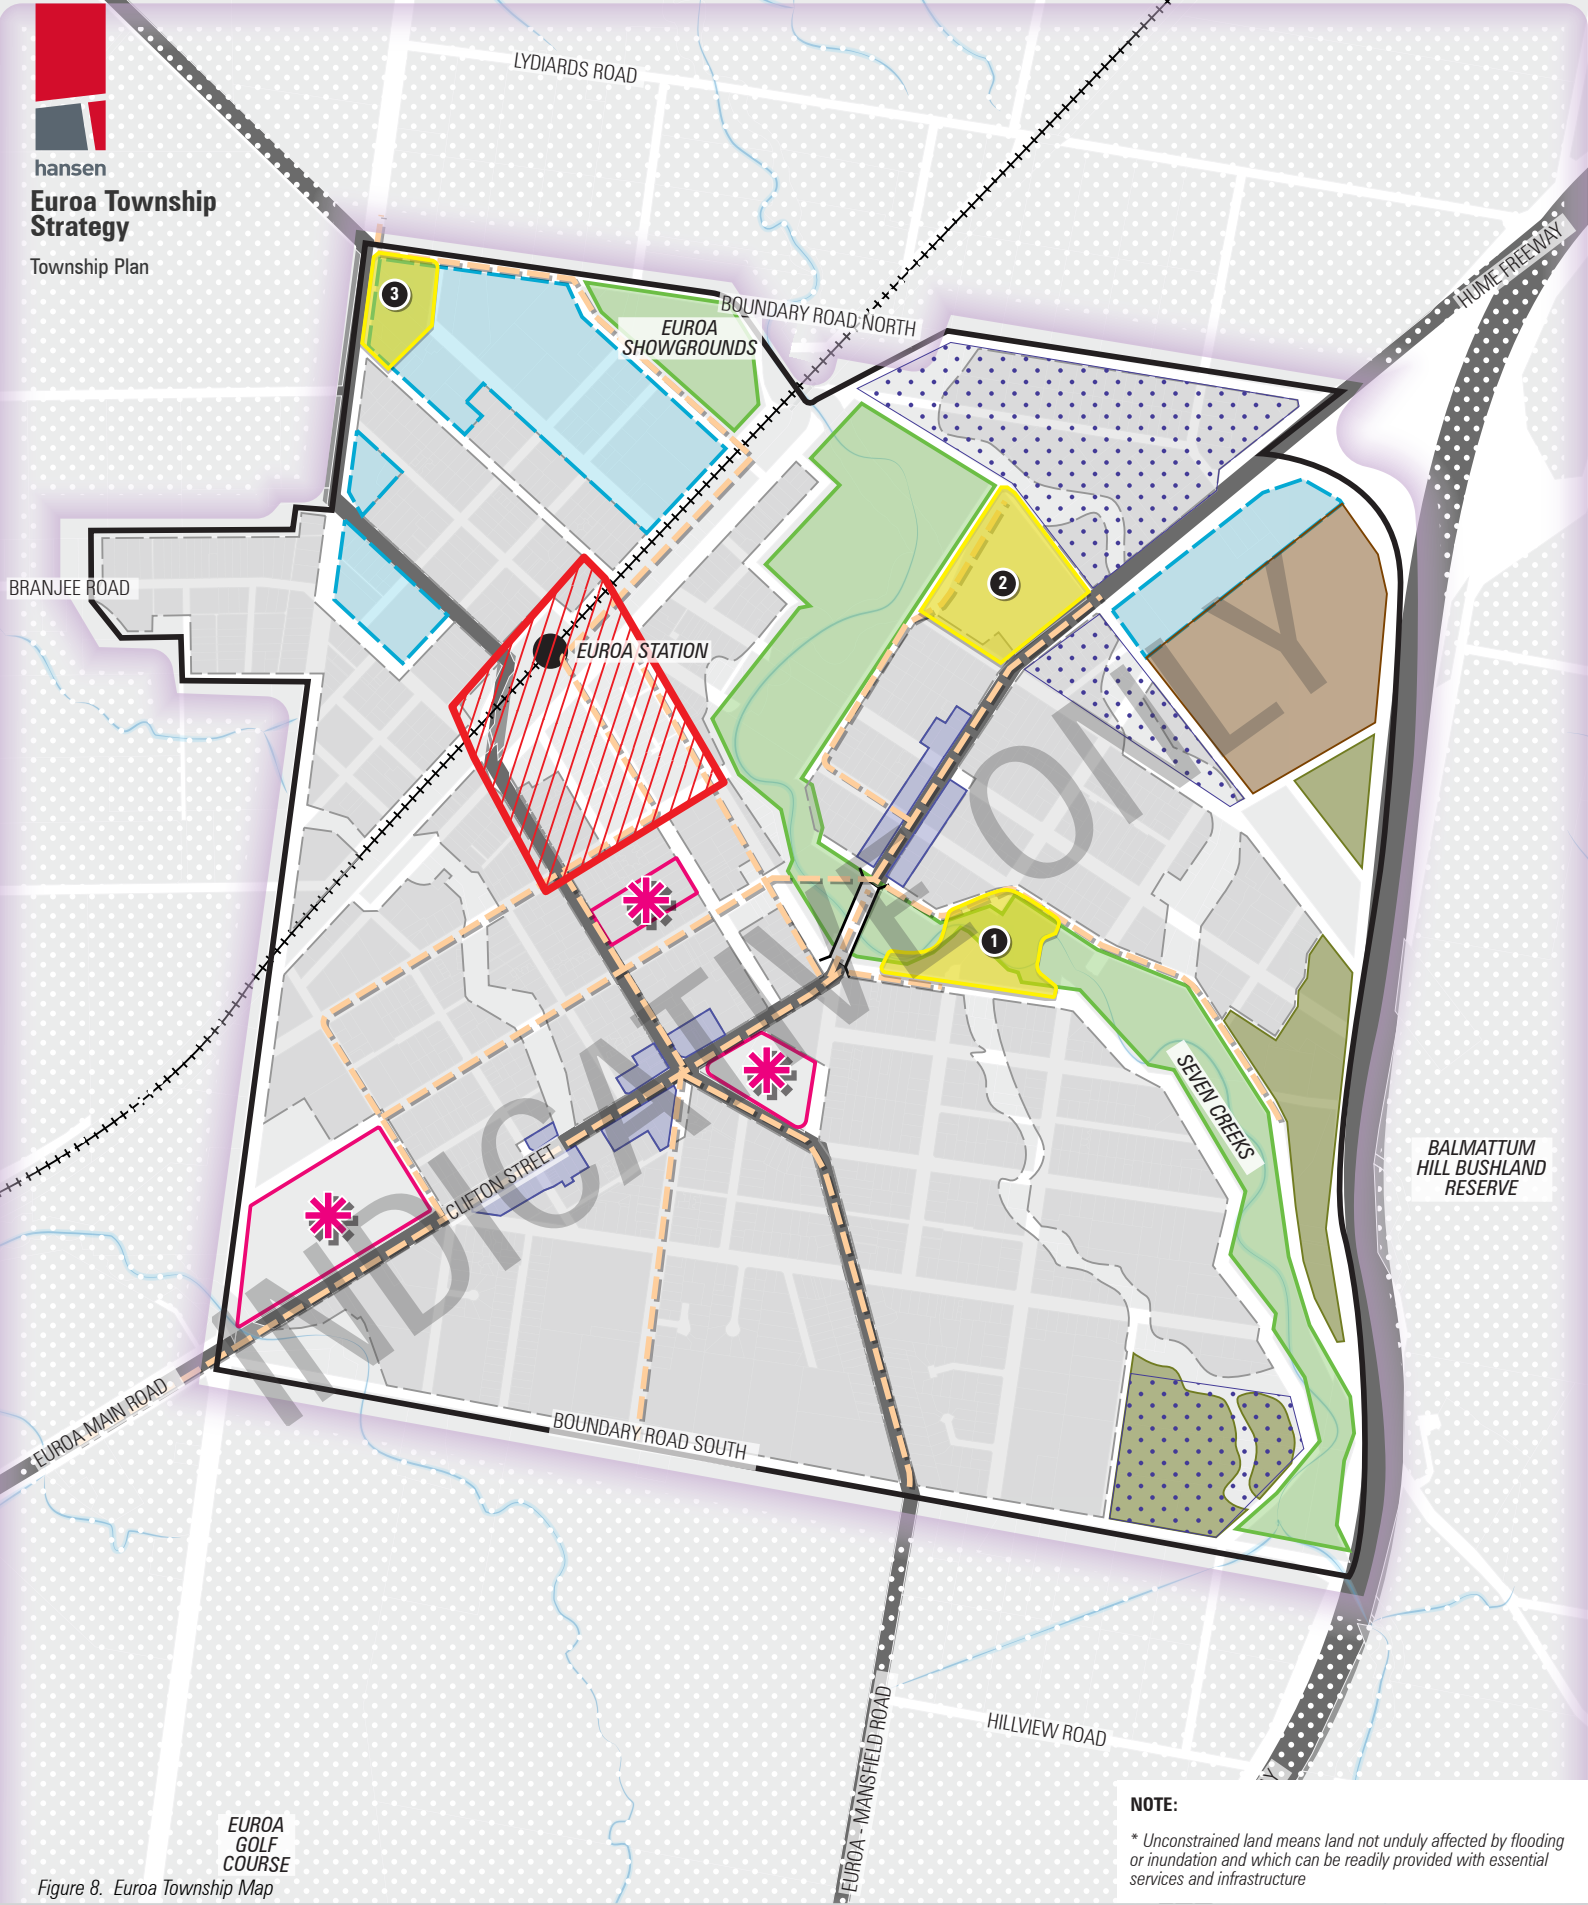 hansen
Euroa Township
Strategy
Township Plan
LYDIARDS ROAD
HUME FREEWAY
3
BOUNDARY ROAD NORTH
EUROA
SHOWGROUNDS
2
BRANJEE ROAD
EUROA STATION
1
SEVEN CREEKS
BALMATTUM
HILL BUSHLAND
RESERVE
CLIFTON STREET
INDICATIVE ONLY
EUROA MAIN ROAD
BOUNDARY ROAD SOUTH
EUROA - MANSFIELD ROAD
HILLVIEW ROAD
Y
NOTE:
* Unconstrained land means land not unduly affected by flooding
or inundation and which can be readily provided with essential
services and infrastructure
EUROA
GOLF
COURSE
Figure 8. Euroa Township Map